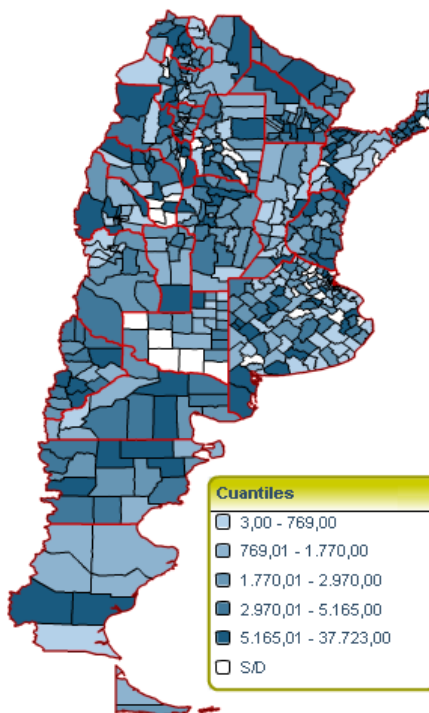 Cuantiles
3,00 - 769,00
769,01 - 1.770,00
1.770,01 - 2.970,00
2.970,01 - 5.165,00
5.165,01 - 37.723,00
S/D